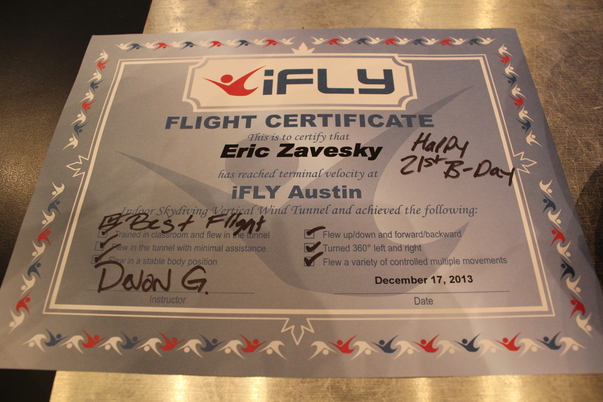 iFLY
FLIGHT CERTIFICATE
This is to certify that
Eric Zavesky
Happy
21st B-Day
has reached terminal velocity at
iFLY Austin
Indoor Skydiving Vertical Wind Tunnel and achieved the following:
Best Flight
Trained in classroom and flew in the tunnel
Flew in the tunnel with minimal assistance
Flew in a stable body position
Flew up/down and forward/backward
Turned 360° left and right
Flew a variety of controlled multiple movements
Devon G.
Instructor
December 17, 2013
Date